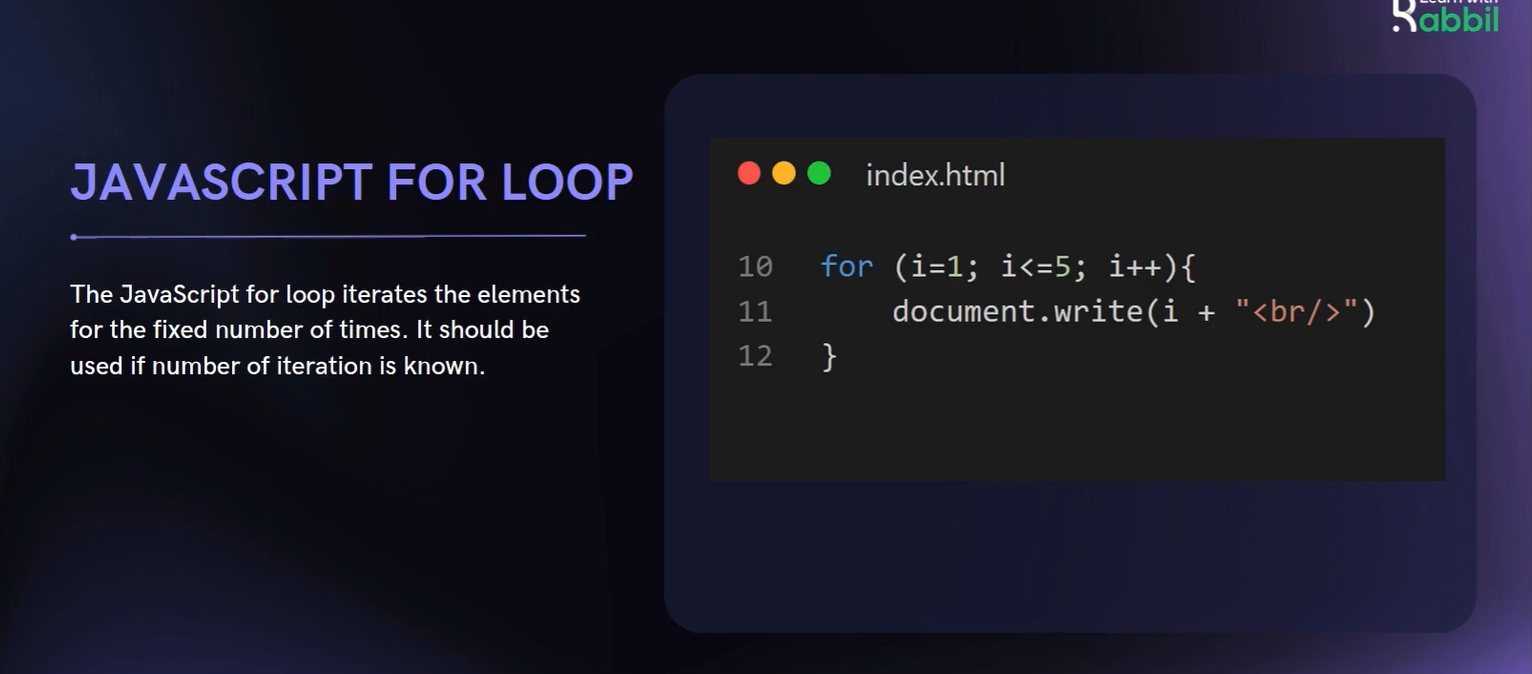 Learn with
Rabbil
JAVASCRIPT FOR LOOP
The JavaScript for loop iterates the elements
for the fixed number of times. It should be
used if number of iteration is known.
index.html
10 for (i=1; i<=5; i++){
11 document.write(i + "<br/>")
12 }